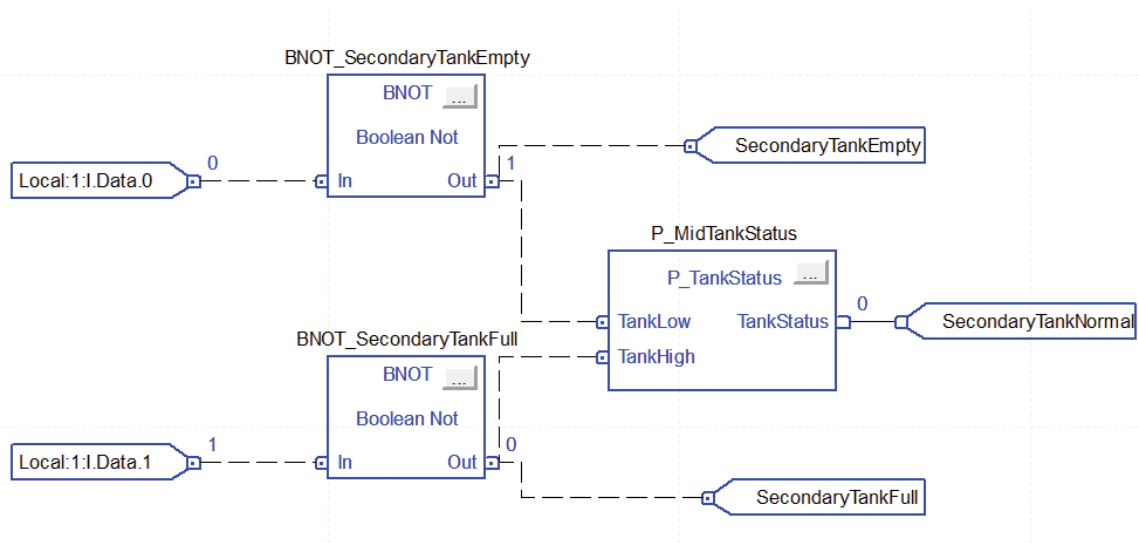 BNOT_SecondaryTankEmpty
BNOT ...
Boolean Not
SecondaryTankEmpty
0
1
Local:1:I.Data.0
In Out
P_MidTankStatus
P_TankStatus ...
0
TankLow TankStatus
SecondaryTankNormal
BNOT_SecondaryTankFull
TankHigh
BNOT ...
Boolean Not
1
0
Local:1:I.Data.1
In Out
SecondaryTankFull